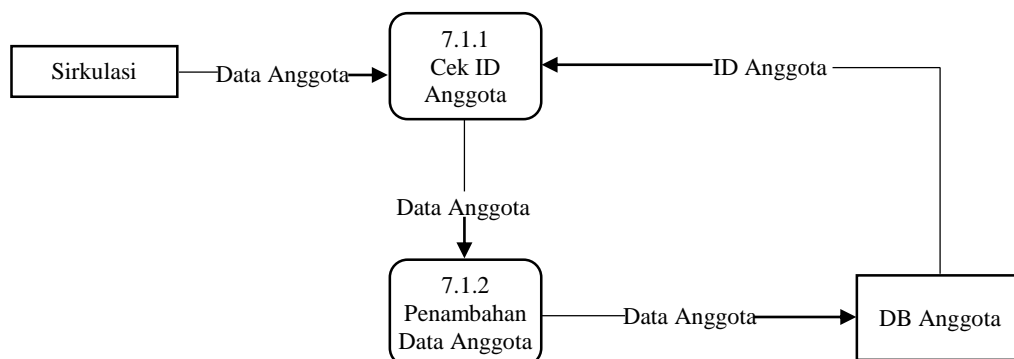 Sirkulasi
Data Anggota
7.1.1
Cek ID
Anggota
ID Anggota
Data Anggota
7.1.2
Penambahan
Data Anggota
Data Anggota
DB Anggota